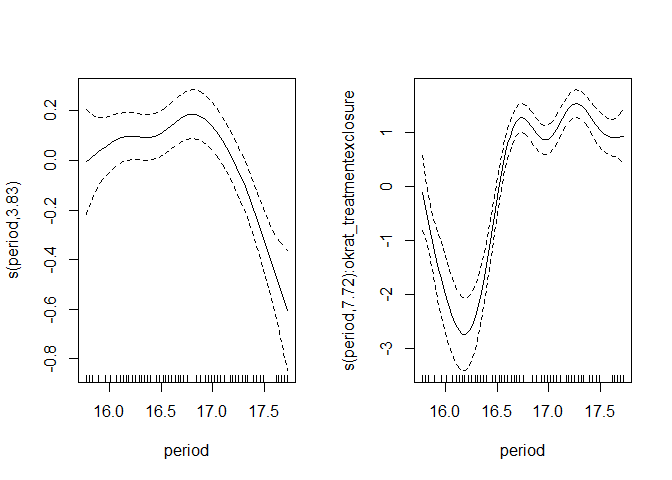 s(period,3.83)
0.2
0.0
-0.2
-0.4
-0.6
-0.8
16.0 16.5 17.0 17.5
period
s(period,7.72):okrat_treatmentexclosure
1
0
-1
-2
-3
16.0 16.5 17.0 17.5
period